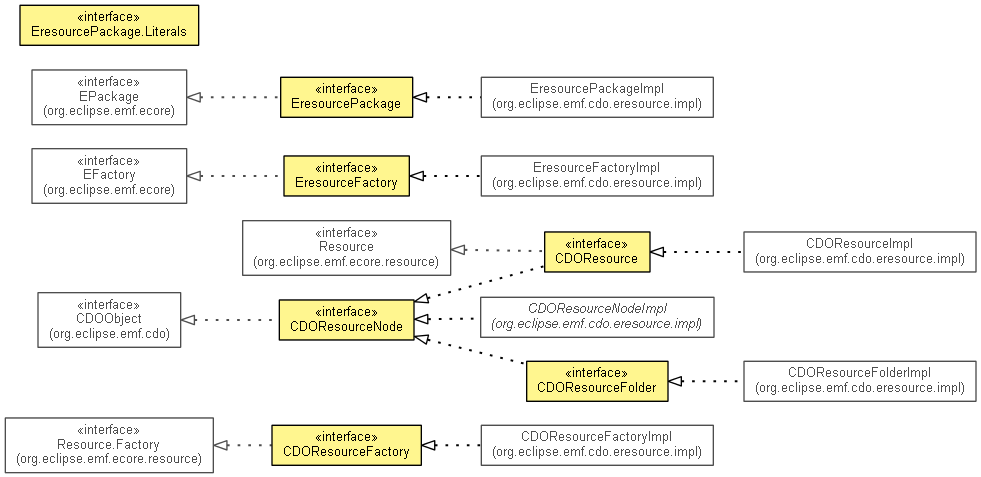 «interface»
EresourcePackage.Literals
«interface»
EPackage
(org.eclipse.emf.ecore)
«interface»
EresourcePackage
EresourcePackageImpl
(org.eclipse.emf.cdo.eresource.impl)
«interface»
EFactory
(org.eclipse.emf.ecore)
«interface»
EresourceFactory
EresourceFactoryImpl
(org.eclipse.emf.cdo.eresource.impl)
«interface»
Resource
(org.eclipse.emf.ecore.resource)
«interface»
CDOResource
CDOResourceImpl
(org.eclipse.emf.cdo.eresource.impl)
«interface»
CDOObject
(org.eclipse.emf.cdo)
«interface»
CDOResourceNode
CDOResourceNodeImpl
(org.eclipse.emf.cdo.eresource.impl)
«interface»
CDOResourceFolder
CDOResourceFolderImpl
(org.eclipse.emf.cdo.eresource.impl)
«interface»
Resource.Factory
(org.eclipse.emf.ecore.resource)
«interface»
CDOResourceFactory
CDOResourceFactoryImpl
(org.eclipse.emf.cdo.eresource.impl)